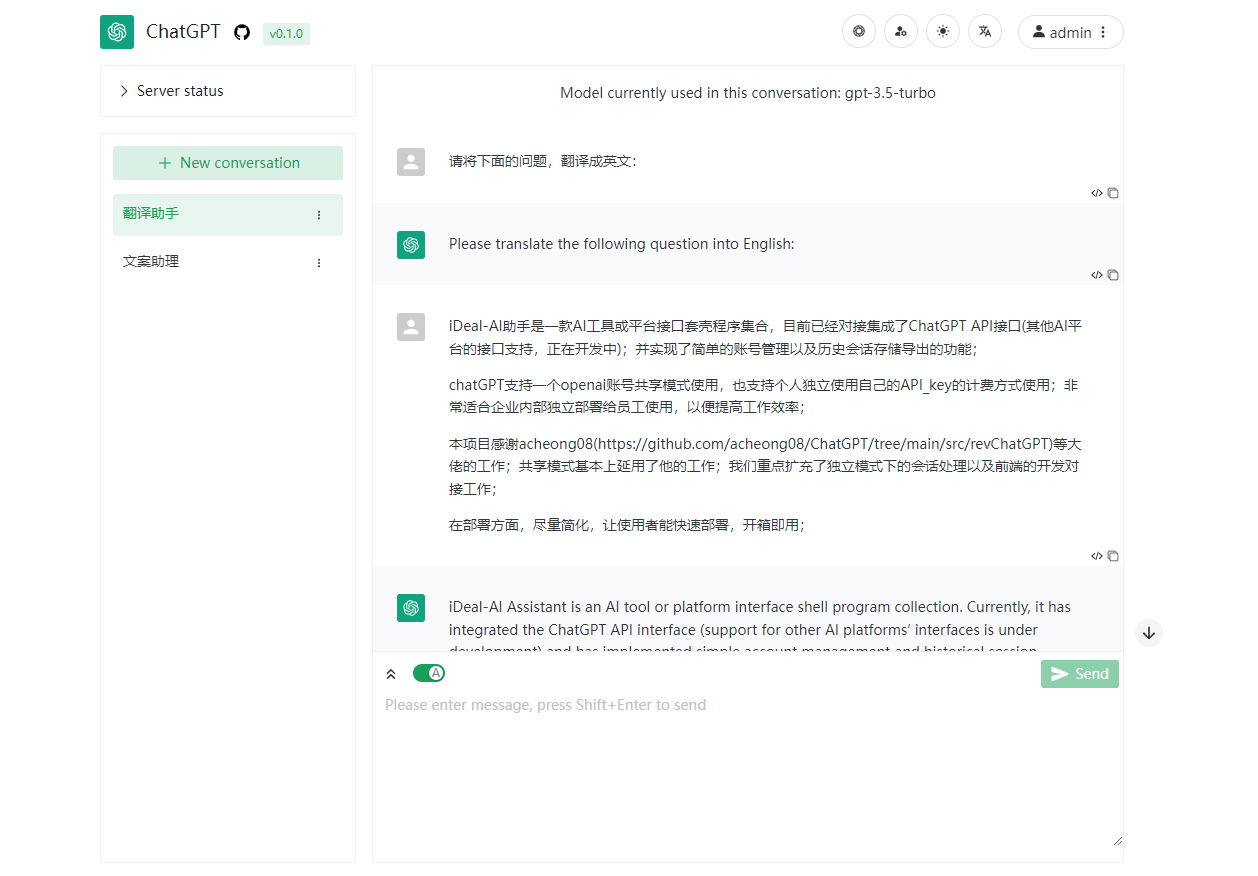 ChatGPT v0.1.0
admin
Server status
New conversation
翻译助手
文案助理
Model currently used in this conversation: gpt-3.5-turbo
请将下面的问题，翻译成英文：
Please translate the following question into English:
iDeal-AI助手是一款AI工具或平台接口套壳程序集合，目前已经对接集成了ChatGPT API接口(其他AI平
台的接口支持，正在开发中)；并实现了简单的账号管理以及历史会话存储导出的功能；
chatGPT支持一个openai账号共享模式使用，也支持个人独立使用自己的API_key的计费方式使用；非
常适合企业内部独立部署给员工使用，以便提高工作效率；
本项目感谢acheong08(https://github.com/acheong08/ChatGPT/tree/main/src/revChatGPT)等大
佬的工作；共享模式基本上延用了他的工作；我们重点扩充了独立模式下的会话处理以及前端的开发对
接工作；
在部署方面，尽量简化，让使用者能快速部署，开箱即用；
iDeal-AI Assistant is an AI tool or platform interface shell program collection. Currently, it has
integrated the ChatGPT API interface (support for other AI platforms’ interfaces is under
development) and has implemented simple account management and historical session
A
Send
Please enter message, press Shift+Enter to send